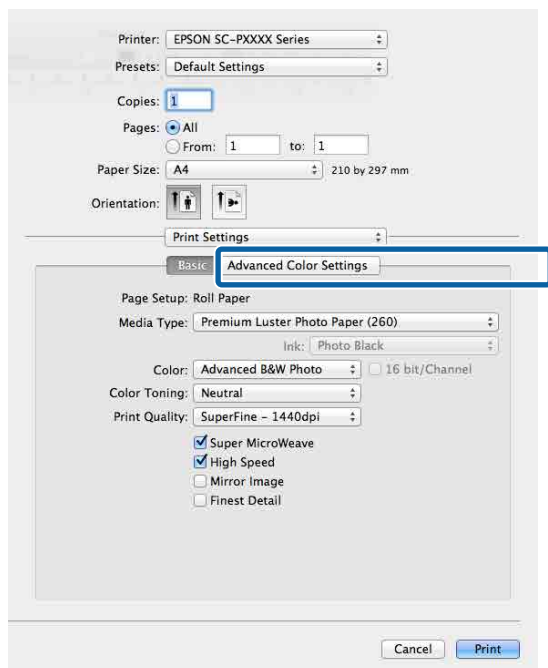 Printer: EPSON SC-PXXXX Series
Presets: Default Settings
Copies: 1
Pages: All
From: 1 to: 1
Paper Size: A4 210 by 297 mm
Orientation:
Print Settings
Basic Advanced Color Settings
Page Setup: Roll Paper
Media Type: Premium Luster Photo Paper (260)
Ink: Photo Black
Color: Advanced B&W Photo 16 bit/Channel
Color Toning: Neutral
Print Quality: SuperFine – 1440dpi
Super MicroWeave
High Speed
Mirror Image
Finest Detail
Cancel Print